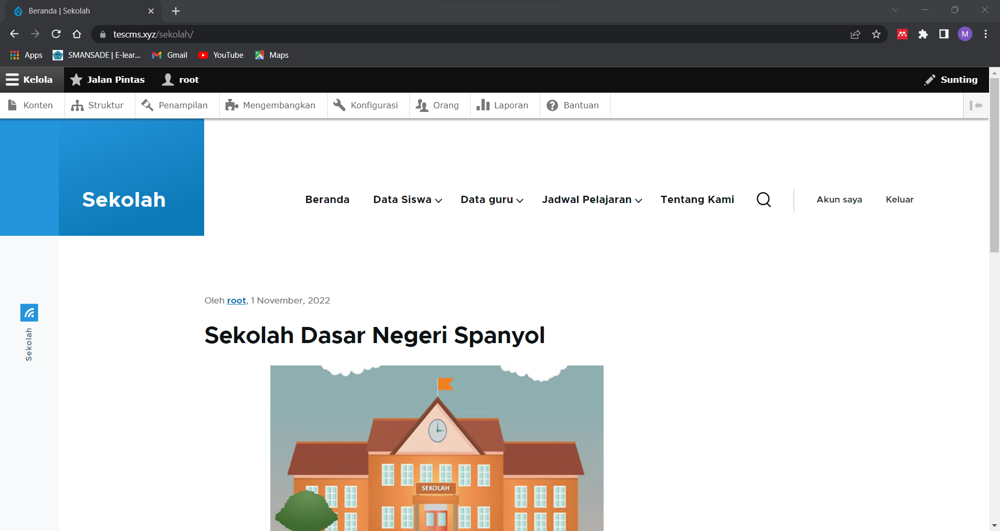 Beranda | Sekolah
tescms.xyz/sekolah/
M
Apps SMANSADE | E-lear... Gmail YouTube Maps
Kelola Jalan Pintas root Sunting
Konten Struktur Penampilan Mengembangkan Konfigurasi Orang Laporan Bantuan
Sekolah
Beranda Data Siswa Data guru Jadwal Pelajaran Tentang Kami Akun saya Keluar
Oleh root, 1 November, 2022
Sekolah Dasar Negeri Spanyol
Sekolah
SEKOLAH